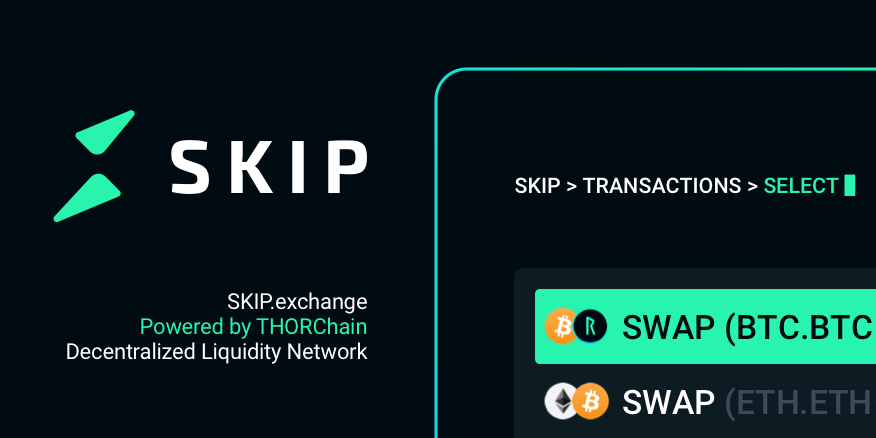 SKIP
SKIP.exchange
Powered by THORChain
Decentralized Liquidity Network
SKIP > TRANSACTIONS > SELECT
SWAP (BTC.BTC
SWAP (ETH.ETH